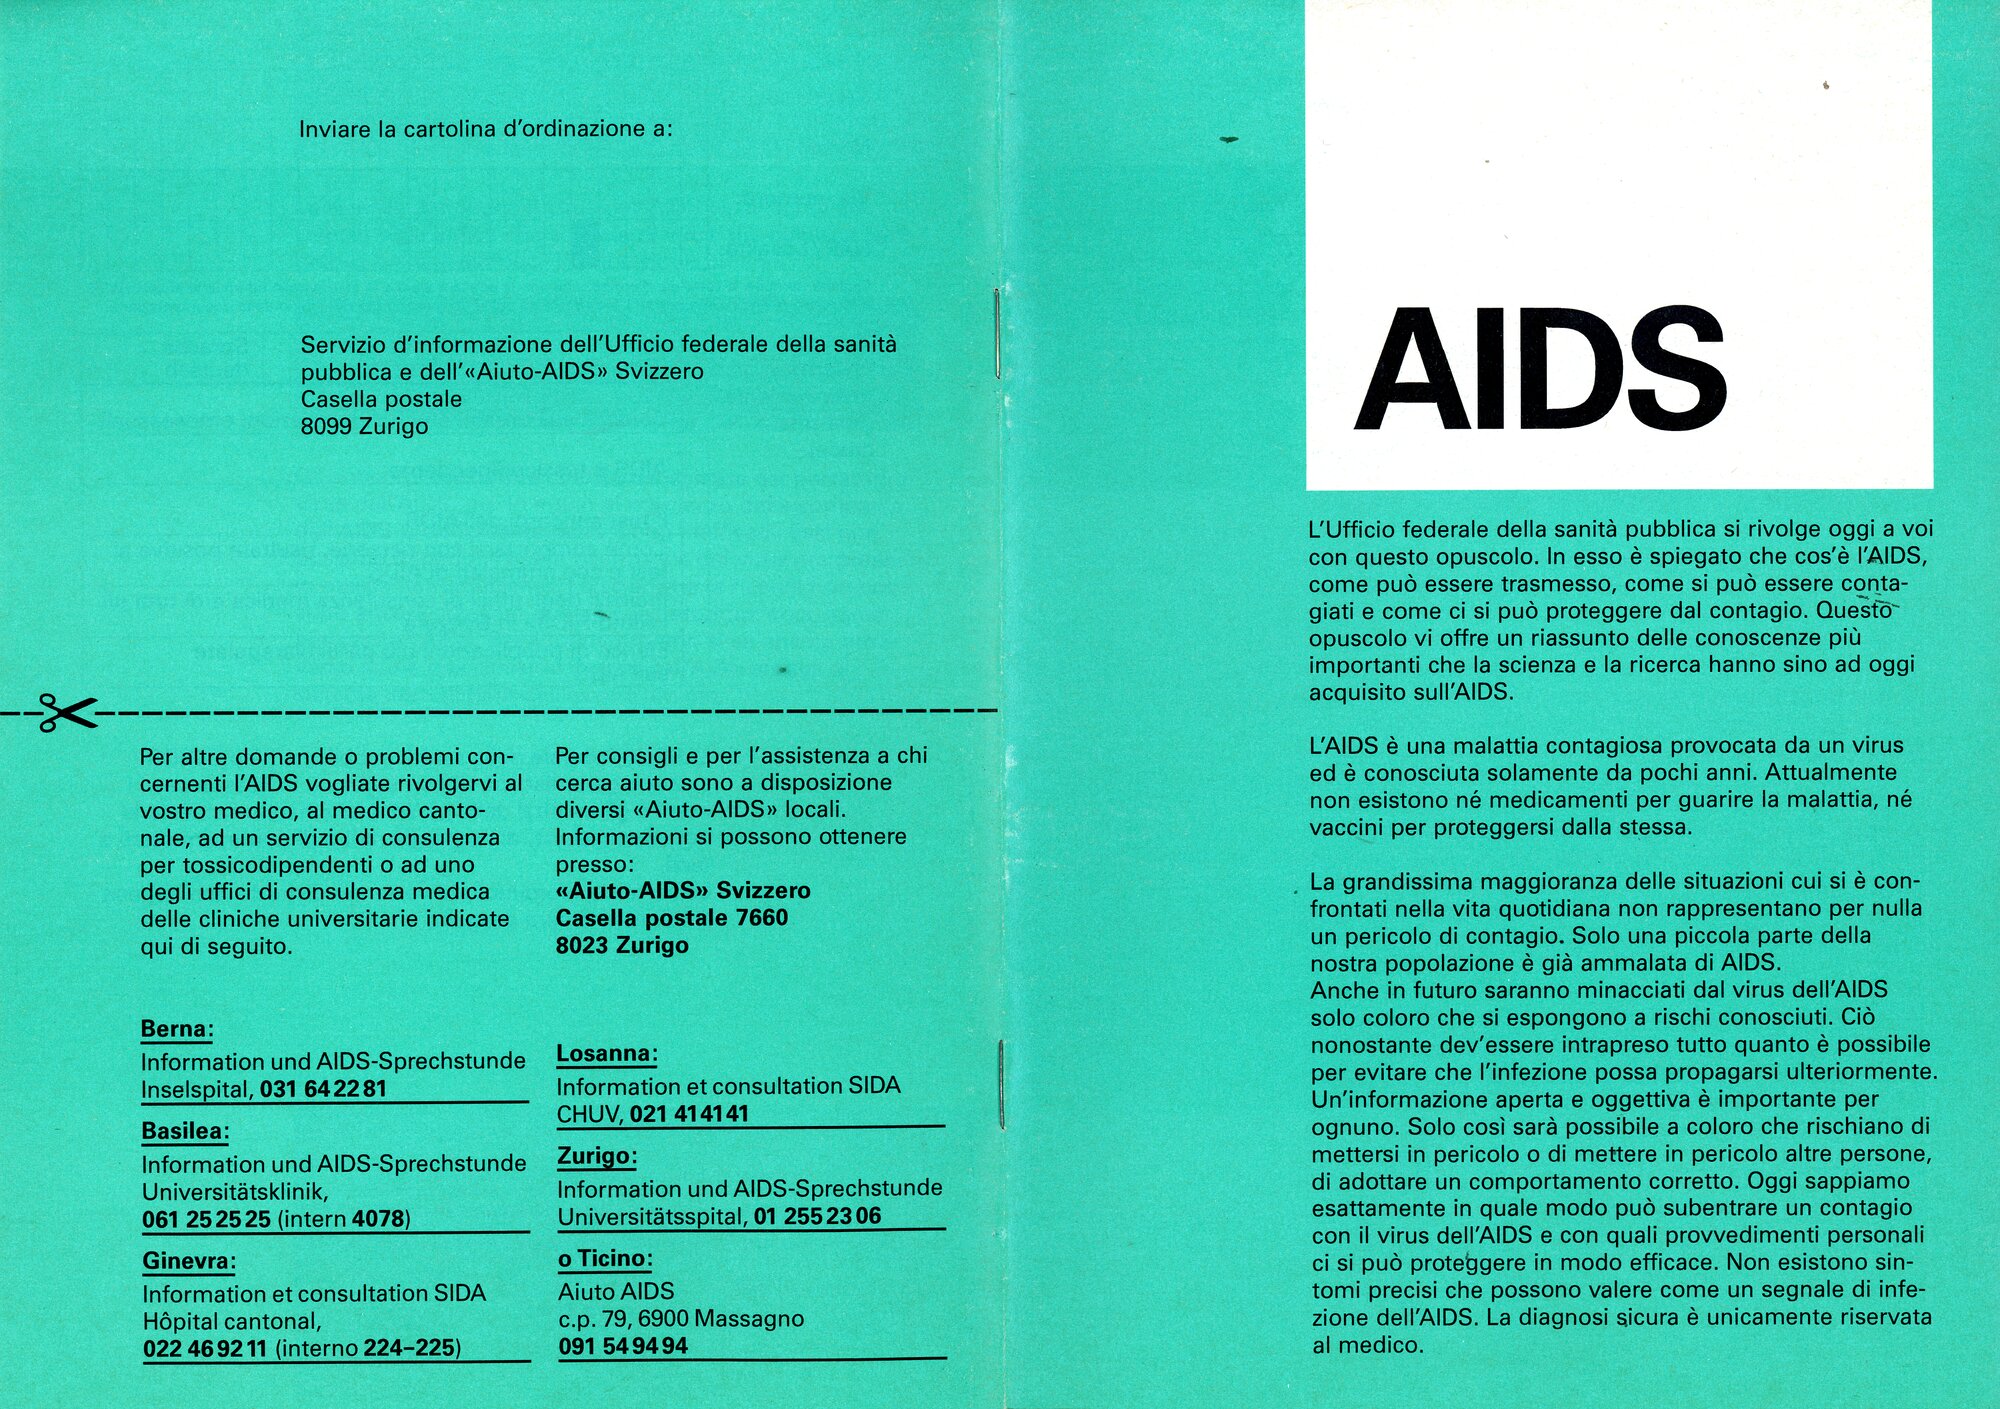 Inviare la cartolina d'ordinazione a:
Servizio d'informazione dell'Ufficio federale della sanità
pubblica e dell'«Aiuto-AIDS» Svizzero
Casella postale
8099 Zurigo
Per altre domande o problemi con-
cernenti l'AIDS vogliate rivolgervi al
vostro medico, al medico canto-
nale, ad un servizio di consulenza
per tossicodipendenti o ad uno
degli uffici di consulenza medica
delle cliniche universitarie indicate
qui di seguito.
Berna:
Information und AIDS-Sprechstunde
Inselspital, 031 64 22 81
Basilea:
Information und AIDS-Sprechstunde
Universitätsklinik,
061 25 25 25 (intern 4078)
Ginevra:
Information et consultation SIDA
Hôpital cantonal,
022 46 92 11 (interno 224–225)
Per consigli e per l'assistenza a chi
cerca aiuto sono a disposizione
diversi «Aiuto-AIDS» locali.
Informazioni si possono ottenere
presso:
«Aiuto-AIDS» Svizzero
Casella postale 7660
8023 Zurigo
Losanna:
Information et consultation SIDA
CHUV, 021 41 41 41
Zurigo:
Information und AIDS-Sprechstunde
Universitätsspital, 01 255 23 06
o Ticino:
Aiuto AIDS
c.p. 79, 6900 Massagno
091 54 94 94
AIDS
L'Ufficio federale della sanità pubblica si rivolge oggi a voi
con questo opuscolo. In esso è spiegato che cos'è l'AIDS,
come può essere trasmesso, come si può essere conta-
giati e come ci si può proteggere dal contagio. Questo
opuscolo vi offre un riassunto delle conoscenze più
importanti che la scienza e la ricerca hanno sino ad oggi
acquisito sull'AIDS.
L'AIDS è una malattia contagiosa provocata da un virus
ed è conosciuta solamente da pochi anni. Attualmente
non esistono né medicamenti per guarire la malattia, né
vaccini per proteggersi dalla stessa.
La grandissima maggioranza delle situazioni cui si è con-
frontati nella vita quotidiana non rappresentano per nulla
un pericolo di contagio. Solo una piccola parte della
nostra popolazione è già ammalata di AIDS.
Anche in futuro saranno minacciati dal virus dell'AIDS
solo coloro che si espongono a rischi conosciuti. Ciò
nonostante dev'essere intrapreso tutto quanto è possibile
per evitare che l'infezione possa propagarsi ulteriormente.
Un'informazione aperta e oggettiva è importante per
ognuno. Solo così sarà possibile a coloro che rischiano di
mettersi in pericolo o di mettere in pericolo altre persone,
di adottare un comportamento corretto. Oggi sappiamo
esattamente in quale modo può subentrare un contagio
con il virus dell'AIDS e con quali provvedimenti personali
ci si può proteggere in modo efficace. Non esistono sin-
tomi precisi che possono valere come un segnale di infe-
zione dell'AIDS. La diagnosi sicura è unicamente riservata
al medico.